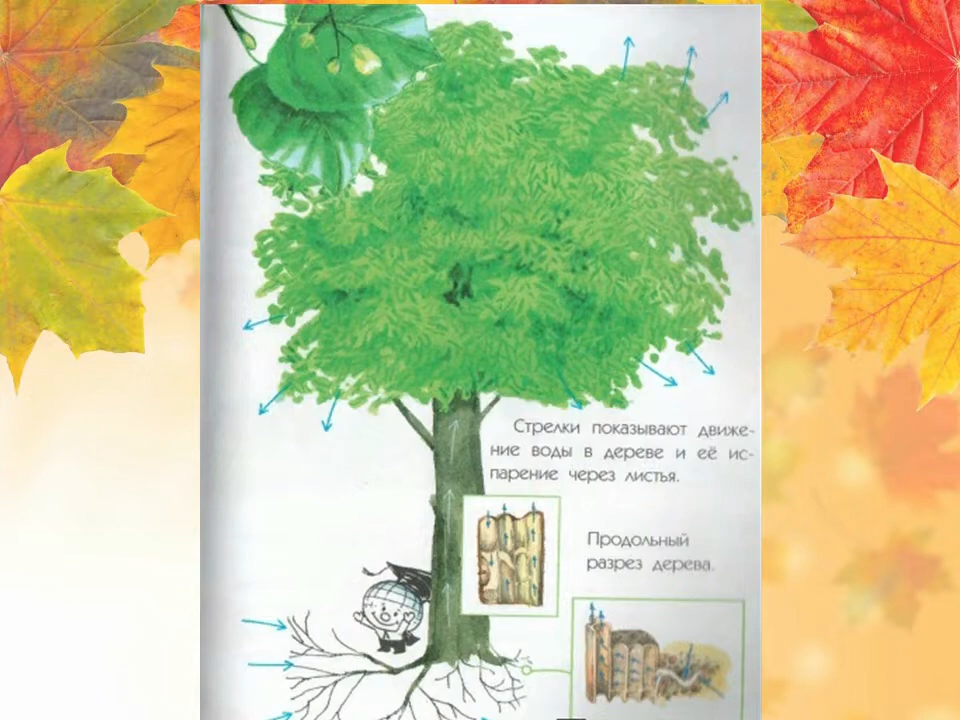 Стрелки показывают движе-
ние воды в дереве и её ис-
парение через листья.
Продольный
разрез дерева.